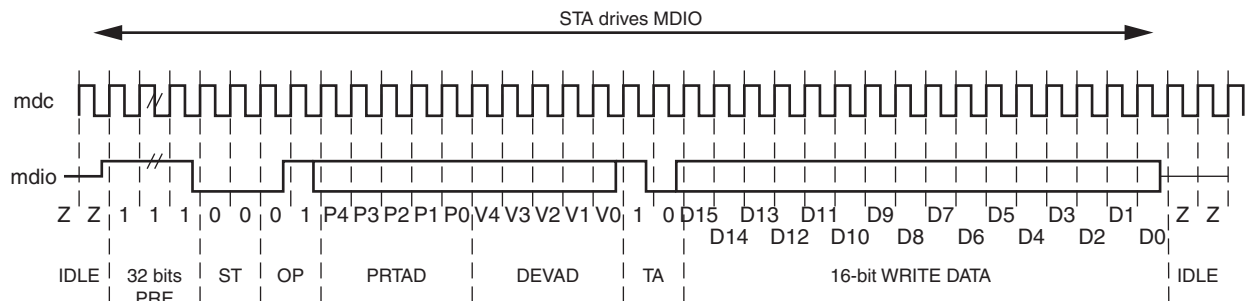 STA drives MDIO
mdc
mdio
Z Z 1 1 1 0 0 0 1 P4 P3 P2 P1 P0 V4 V3 V2 V1 V0 1 0 D15 D13 D11 D9 D7 D5 D3 D1 Z Z
D14 D12 D10 D8 D6 D4 D2 D0
IDLE 32 bits ST OP PRTAD DEVAD TA 16-bit WRITE DATA IDLE
PRE